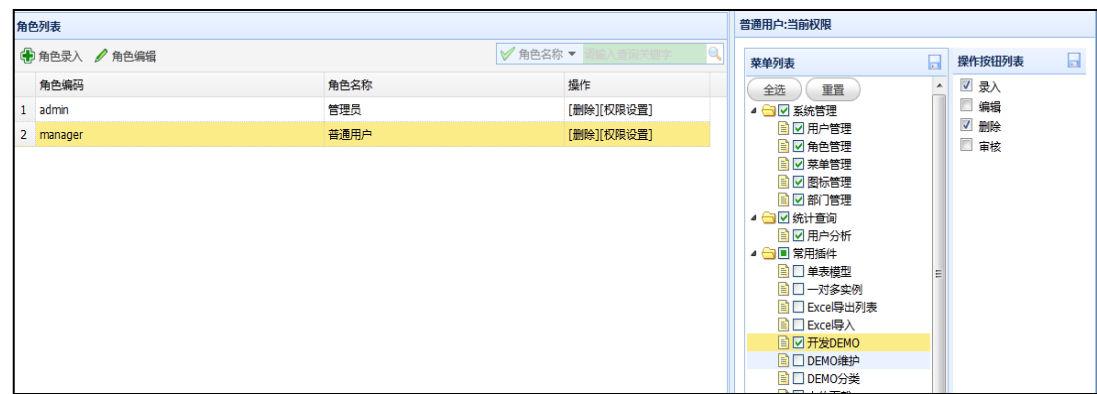 角色列表
角色录入 角色编辑 角色名称 请输入查询关键字
角色编码 角色名称 操作
1 admin 管理员 [删除][权限设置]
2 manager 普通用户 [删除][权限设置]
普通用户:当前权限
菜单列表
全选 重置
系统管理
用户管理
角色管理
菜单管理
图标管理
部门管理
统计查询
用户分析
常用插件
单表模型
一对多实例
Excel导出列表
Excel导入
开发DEMO
DEMO维护
DEMO分类
操作按钮列表
录入
编辑
删除
审核